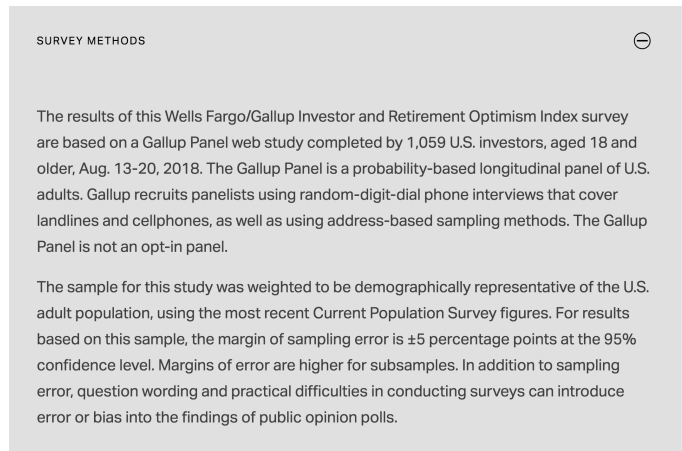 SURVEY METHODS
The results of this Wells Fargo/Gallup Investor and Retirement Optimism Index survey
are based on a Gallup Panel web study completed by 1,059 U.S. investors, aged 18 and
older, Aug. 13-20, 2018. The Gallup Panel is a probability-based longitudinal panel of U.S.
adults. Gallup recruits panelists using random-digit-dial phone interviews that cover
landlines and cellphones, as well as using address-based sampling methods. The Gallup
Panel is not an opt-in panel.
The sample for this study was weighted to be demographically representative of the U.S.
adult population, using the most recent Current Population Survey figures. For results
based on this sample, the margin of sampling error is ±5 percentage points at the 95%
confidence level. Margins of error are higher for subsamples. In addition to sampling
error, question wording and practical difficulties in conducting surveys can introduce
error or bias into the findings of public opinion polls.